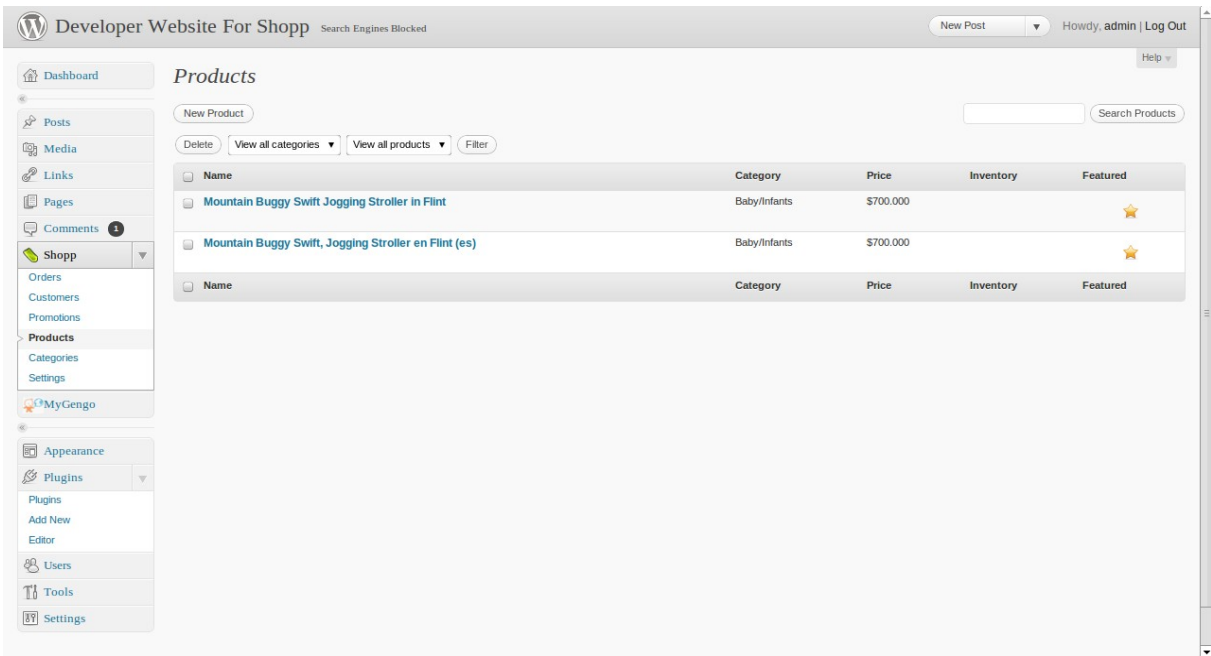 Developer Website For Shopp Search Engines Blocked New Post Howdy, admin | Log Out
Help
Dashboard
Posts
Media
Links
Pages
Comments 1
Shopp
Orders
Customers
Promotions
Products
Categories
Settings
MyGengo
Appearance
Plugins
Plugins
Add New
Editor
Users
Tools
Settings
Products
New Product Search Products
Delete View all categories View all products Filter
Name Category Price Inventory Featured
Mountain Buggy Swift Jogging Stroller in Flint Baby/Infants $700.000
Mountain Buggy Swift, Jogging Stroller en Flint (es) Baby/Infants $700.000
Name Category Price Inventory Featured